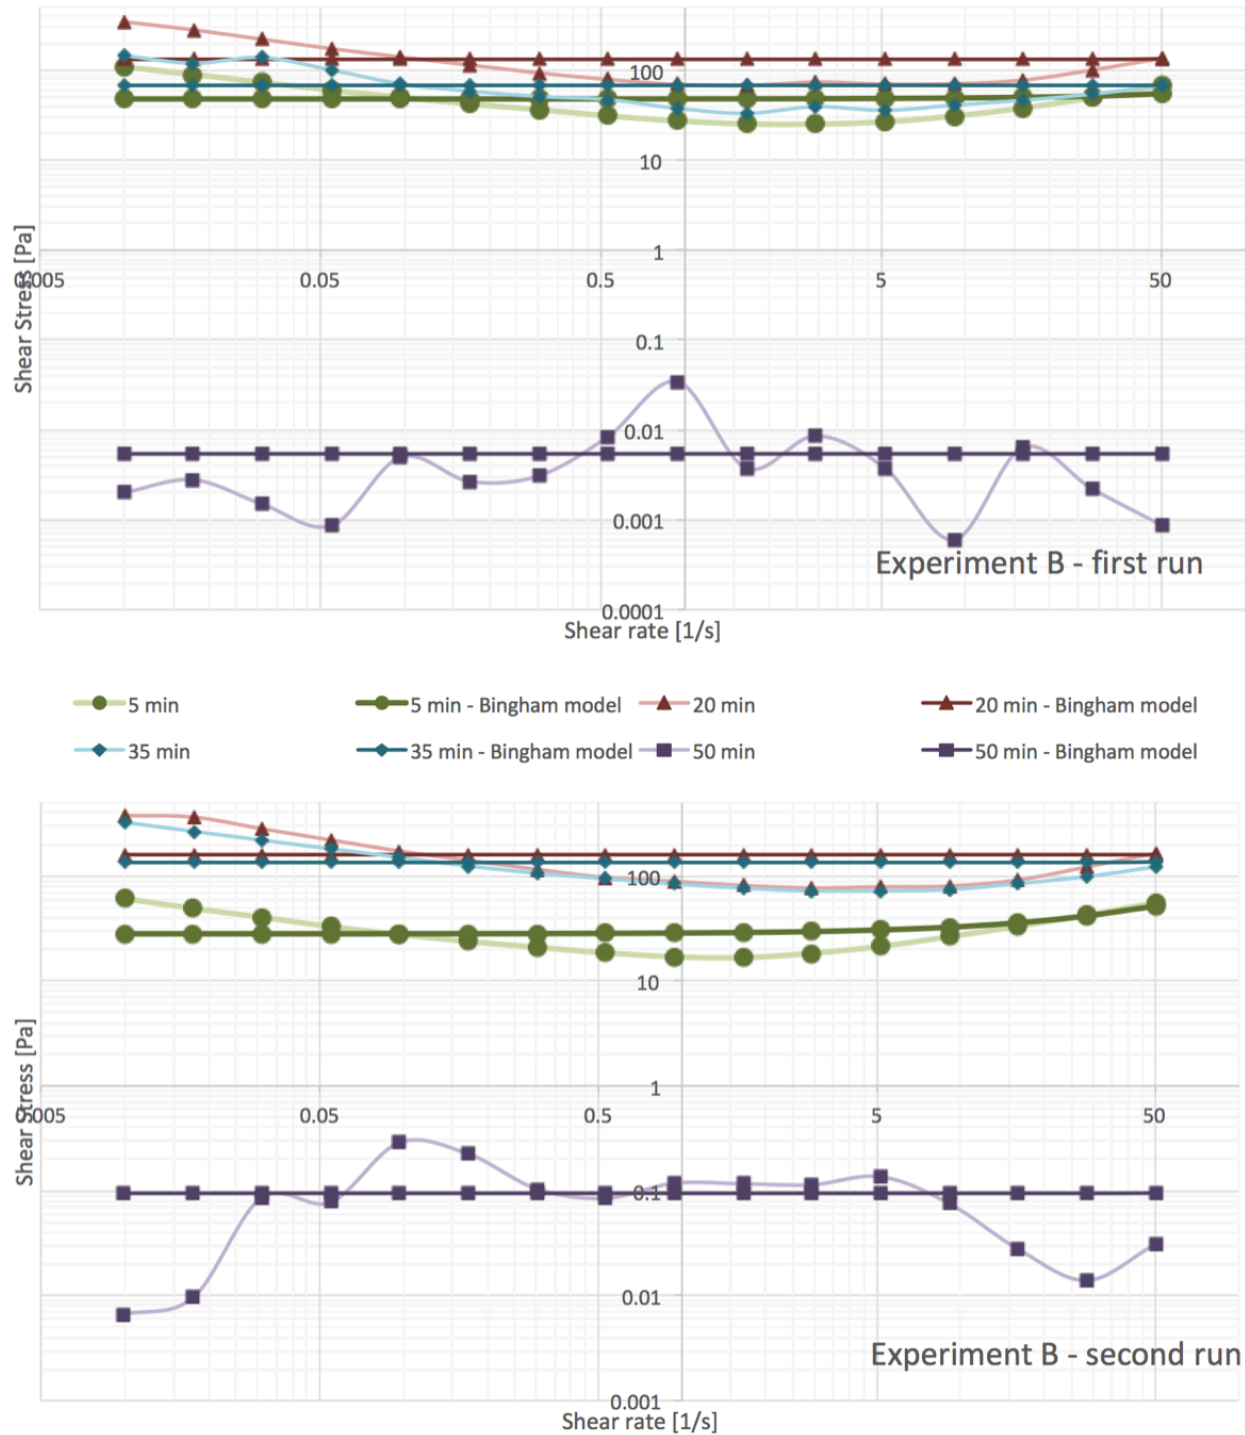 100
10
Shear Stress [Pa]
1
0.005 0.05 0.5 5 50
0.1
0.01
0.001
Experiment B - first run
0.0001
Shear rate [1/s]
5 min 5 min - Bingham model 20 min 20 min - Bingham model
35 min 35 min - Bingham model 50 min 50 min - Bingham model
100
10
Shear Stress [Pa]
1
0.005 0.05 0.5 5 50
0.1
0.01
Experiment B - second run
0.001
Shear rate [1/s]